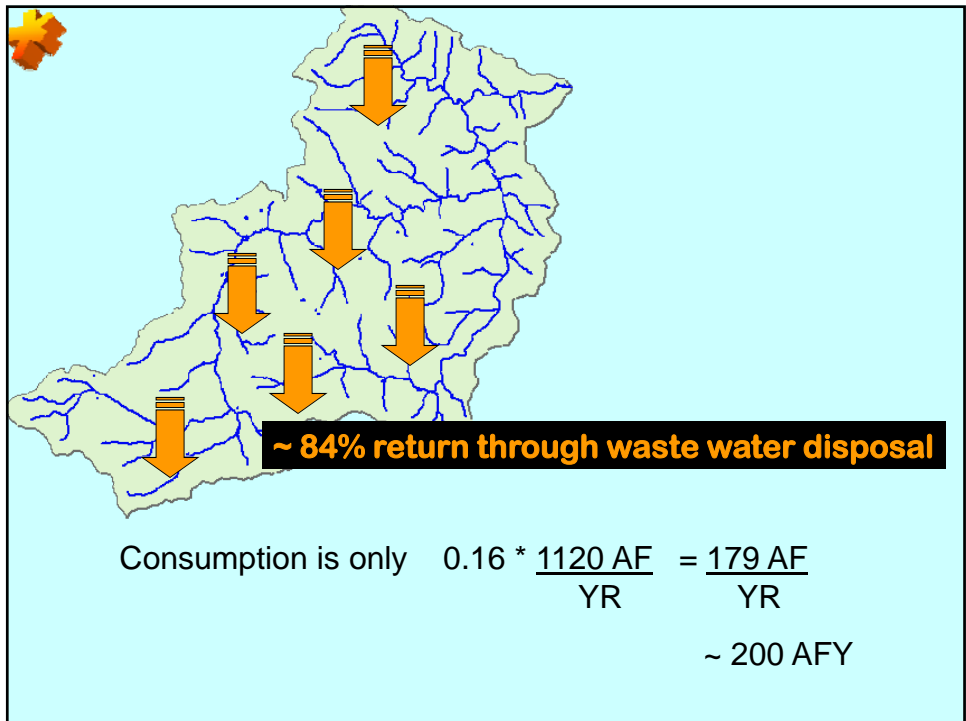 ~ 84% return through waste water disposal
Consumption is only 0.16 * 1120 AF = 179 AF
YR YR
~ 200 AFY